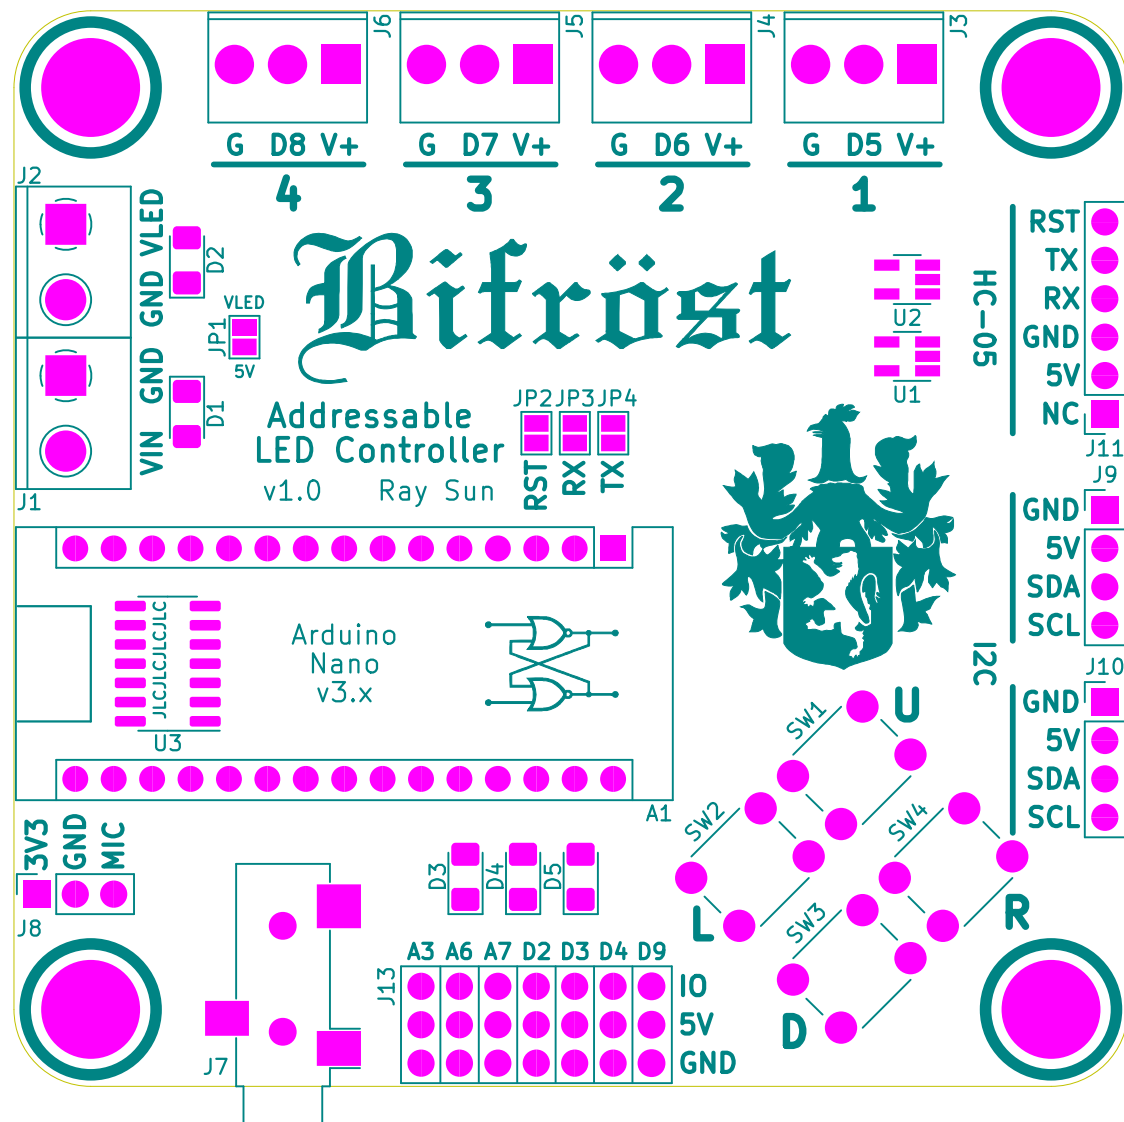 J6
J5
J4
J3
G D8 V+
G D7 V+
G D6 V+
G D5 V+
4
3
2
1
J2
VLED
GND
D2
VLED
JP1
5V
GND
VIN
D1
J1
Bifröst
Addressable
LED Controller
v1.0 Ray Sun
JP2 JP3 JP4
RST
RX
TX
U2
U1
HC-05
RST
TX
RX
GND
5V
NC
J11
J9
GND
5V
SDA
SCL
I2C
J10
GND
5V
SDA
SCL
JLCJLCJLCJLC
U3
Arduino
Nano
v3.x
A1
SW1
U
SW2
L
SW4
R
SW3
D
3V3
GND
MIC
J8
D3
D4
D5
J7
J13
A3 A6 A7 D2 D3 D4 D9
IO
5V
GND